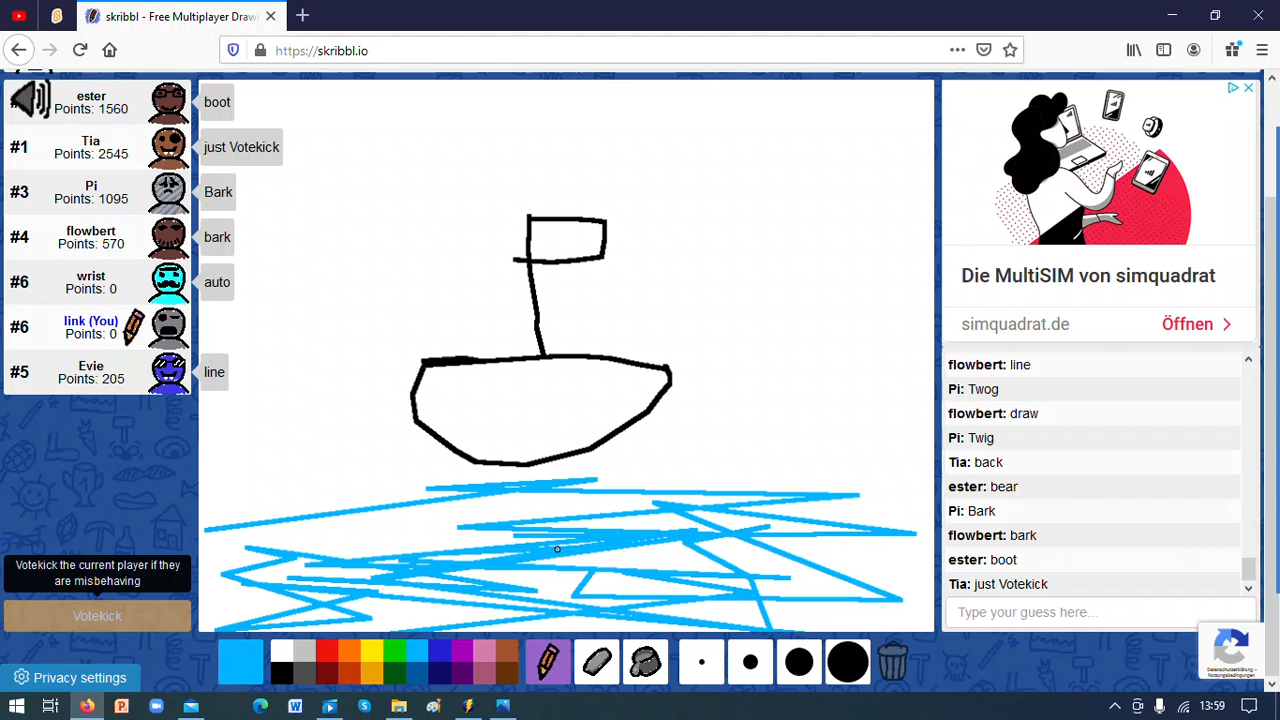 skribbl - Free Multiplayer Draw
https://skribbl.io
ester
Points: 1560
boot
#1
Tia
Points: 2545
just Votekick
#3
Pi
Points: 1095
Bark
#4
flowbert
Points: 570
bark
#6
wrist
Points: 0
auto
#6
link (You)
Points: 0
#5
Evie
Points: 205
line
Votekick the current player if they
are misbehaving
Votekick
Privacy settings
Die MultiSIM von simquadrat
simquadrat.de
Öffnen
flowbert: line
Pi: Twog
flowbert: draw
Pi: Twig
Tia: back
ester: bear
Pi: Bark
flowbert: bark
ester: boot
Tia: just Votekick
Type your guess here...
13:59